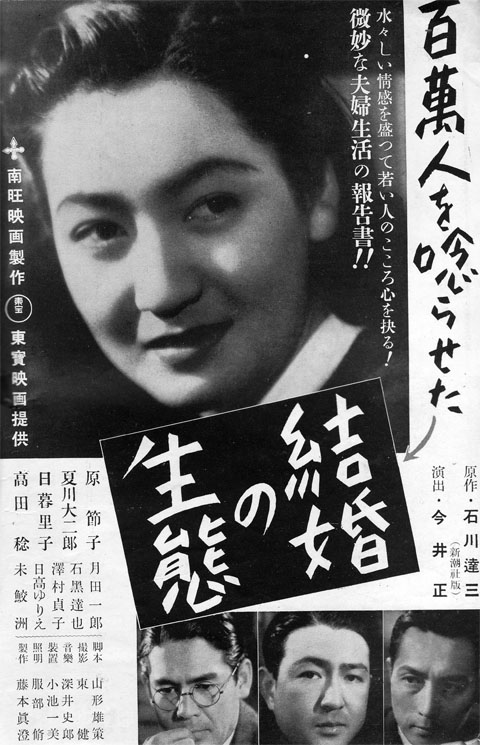 百萬人を唸らせた
水々しい情感を盛つて若い人のこころ心を抉る!
微妙な夫婦生活の報告書!!
南旺映画製作
東宝
東寶映画提供
結婚
の
生態
原作・石川達三
(新潮社版)
演出・今井正
原節子
夏川大二郎
日暮里子
高田稔
月田一郎
石黒達也
澤村貞子
日高ゆりえ
未鮫洲
脚本 山形雄策
撮影 東健
音樂 深井史郎
裝置 小池一美
照明 服部修
製作 藤本眞澄